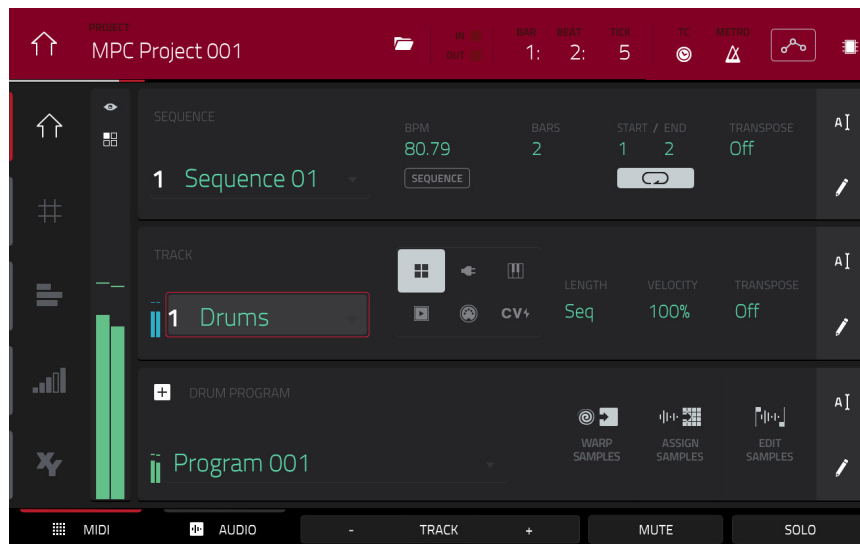 PROJECT
MPC Project 001
IN
OUT
BAR BEAT TICK
1: 2: 5
TC METRO
SEQUENCE
1 Sequence 01
BPM BARS START / END TRANSPOSE
80.79 2 1 2 Off
SEQUENCE
TRACK
1 Drums
CV
LENGTH VELOCITY TRANSPOSE
Seq 100% Off
DRUM PROGRAM
Program 001
WARP SAMPLES
ASSIGN SAMPLES
EDIT SAMPLES
A
A
A
XY
MIDI AUDIO - TRACK + MUTE SOLO